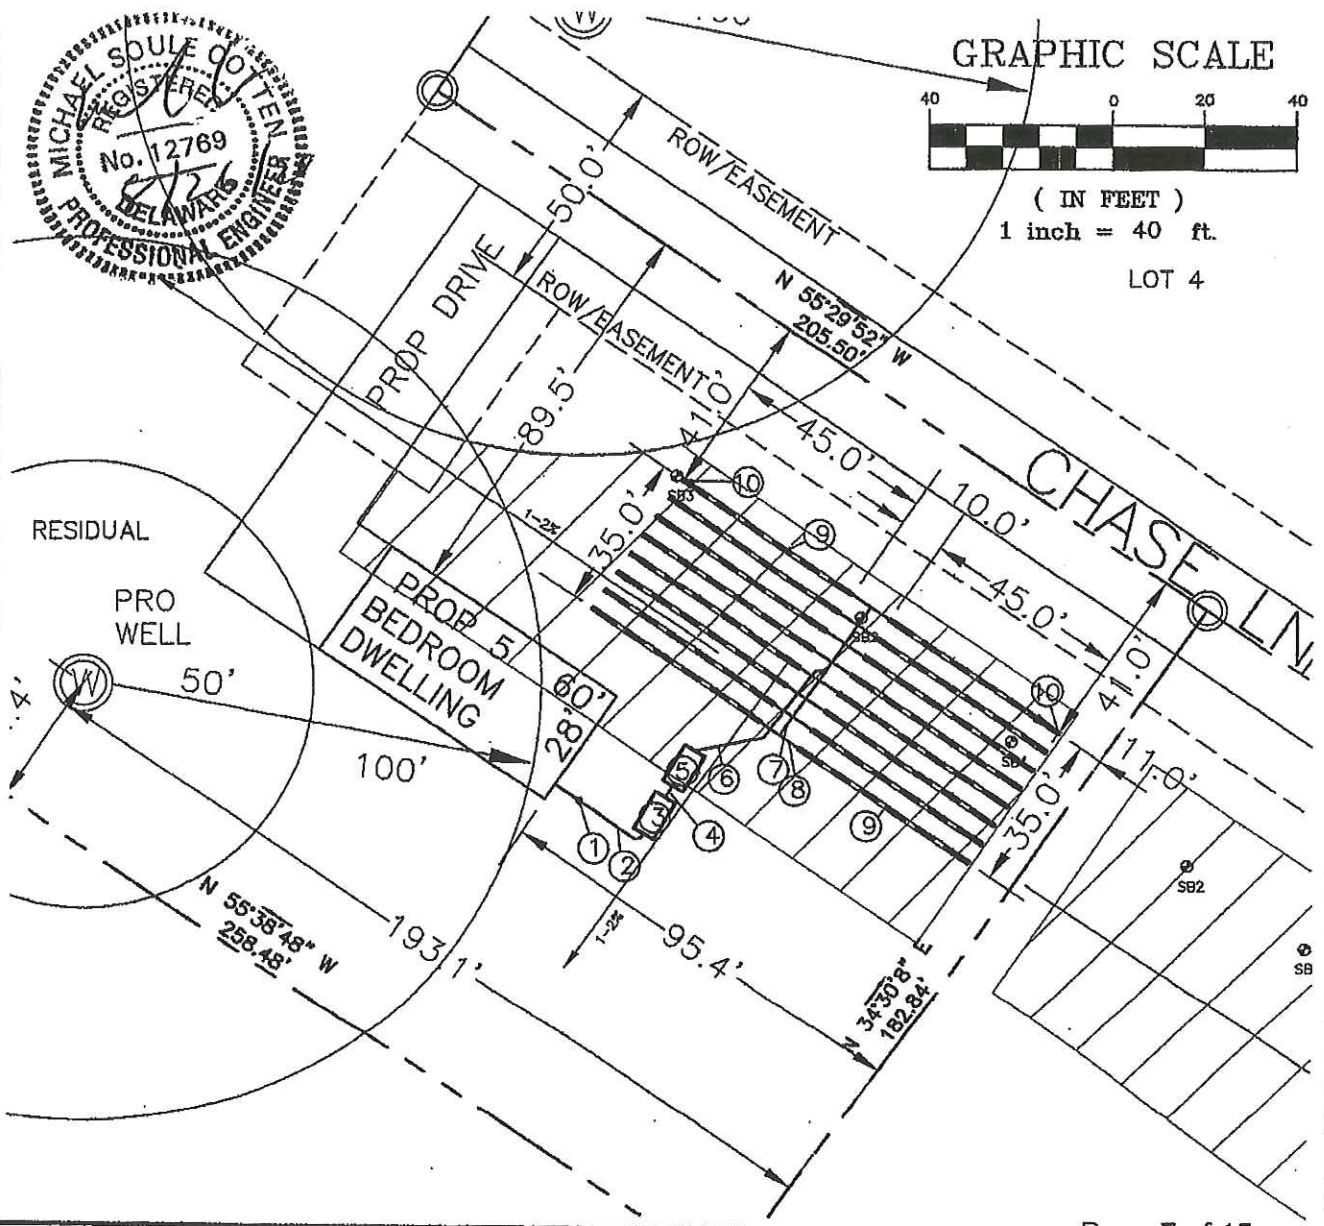 MICHAEL SOULE COTTEN
REGISTERED
No. 12769
DELAWARE
PROFESSIONAL ENGINEER
W
GRAPHIC SCALE
40 0 20 40
( IN FEET )
1 inch = 40 ft.
LOT 4
ROW/EASEMENT
50.0'
PROP DRIVE
ROW/EASEMENT
N 55°29'52" W
205.50'
89.5'
41.0'
45.0'
10.0'
CHASE LN
45.0'
41.0'
SB3
10
9
35.0'
1-2%
RESIDUAL
PRO
WELL
W
50'
100'
PROP 5
BEDROOM
DWELLING
60'
28'
10
11.0'
35.0'
5
6
7
8
9
3
4
1
2
1-2%
SB2
N 55°38'48" W
258.48'
193.1'
95.4'
N 34°30'8" E
182.84'